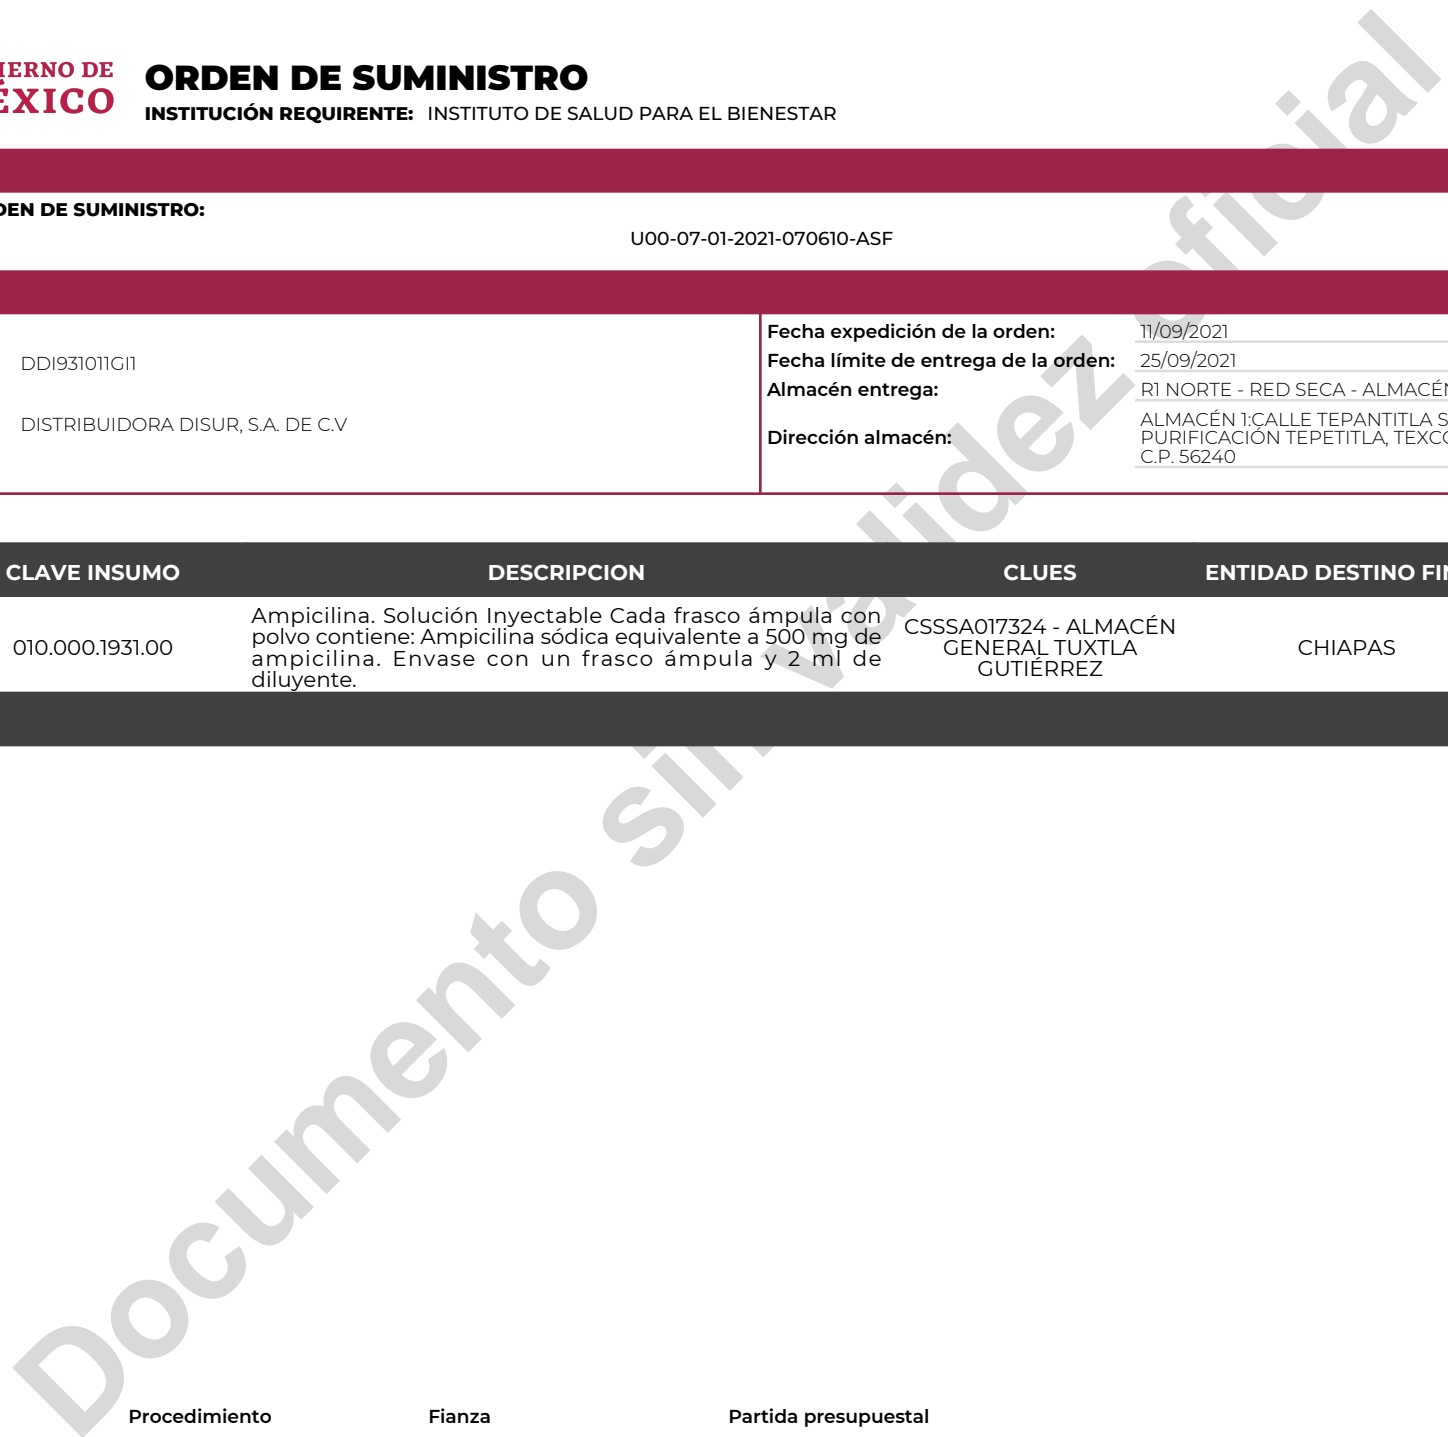 IERNO DE
ÉXICO
ORDEN DE SUMINISTRO
INSTITUCIÓN REQUIRENTE: INSTITUTO DE SALUD PARA EL BIENESTAR
DEN DE SUMINISTRO:
U00-07-01-2021-070610-ASF
DDI931011GI1
DISTRIBUIDORA DISUR, S.A. DE C.V
Fecha expedición de la orden: 11/09/2021
Fecha límite de entrega de la orden: 25/09/2021
Almacén entrega: R1 NORTE - RED SECA - ALMACÉN
Dirección almacén:
ALMACÉN 1:CALLE TEPANTITLA S
PURIFICACIÓN TEPETITLA, TEXCO
C.P. 56240
CLAVE INSUMO DESCRIPCION CLUES ENTIDAD DESTINO FIN
010.000.1931.00
Ampicilina. Solución Inyectable Cada frasco ámpula con
polvo contiene: Ampicilina sódica equivalente a 500 mg de
ampicilina. Envase con un frasco ámpula y 2 ml de
diluyente.
CSSSA017324 - ALMACÉN
GENERAL TUXTLA
GUTIÉRREZ
CHIAPAS
Documento sin validez oficial
Procedimiento Fianza Partida presupuestal